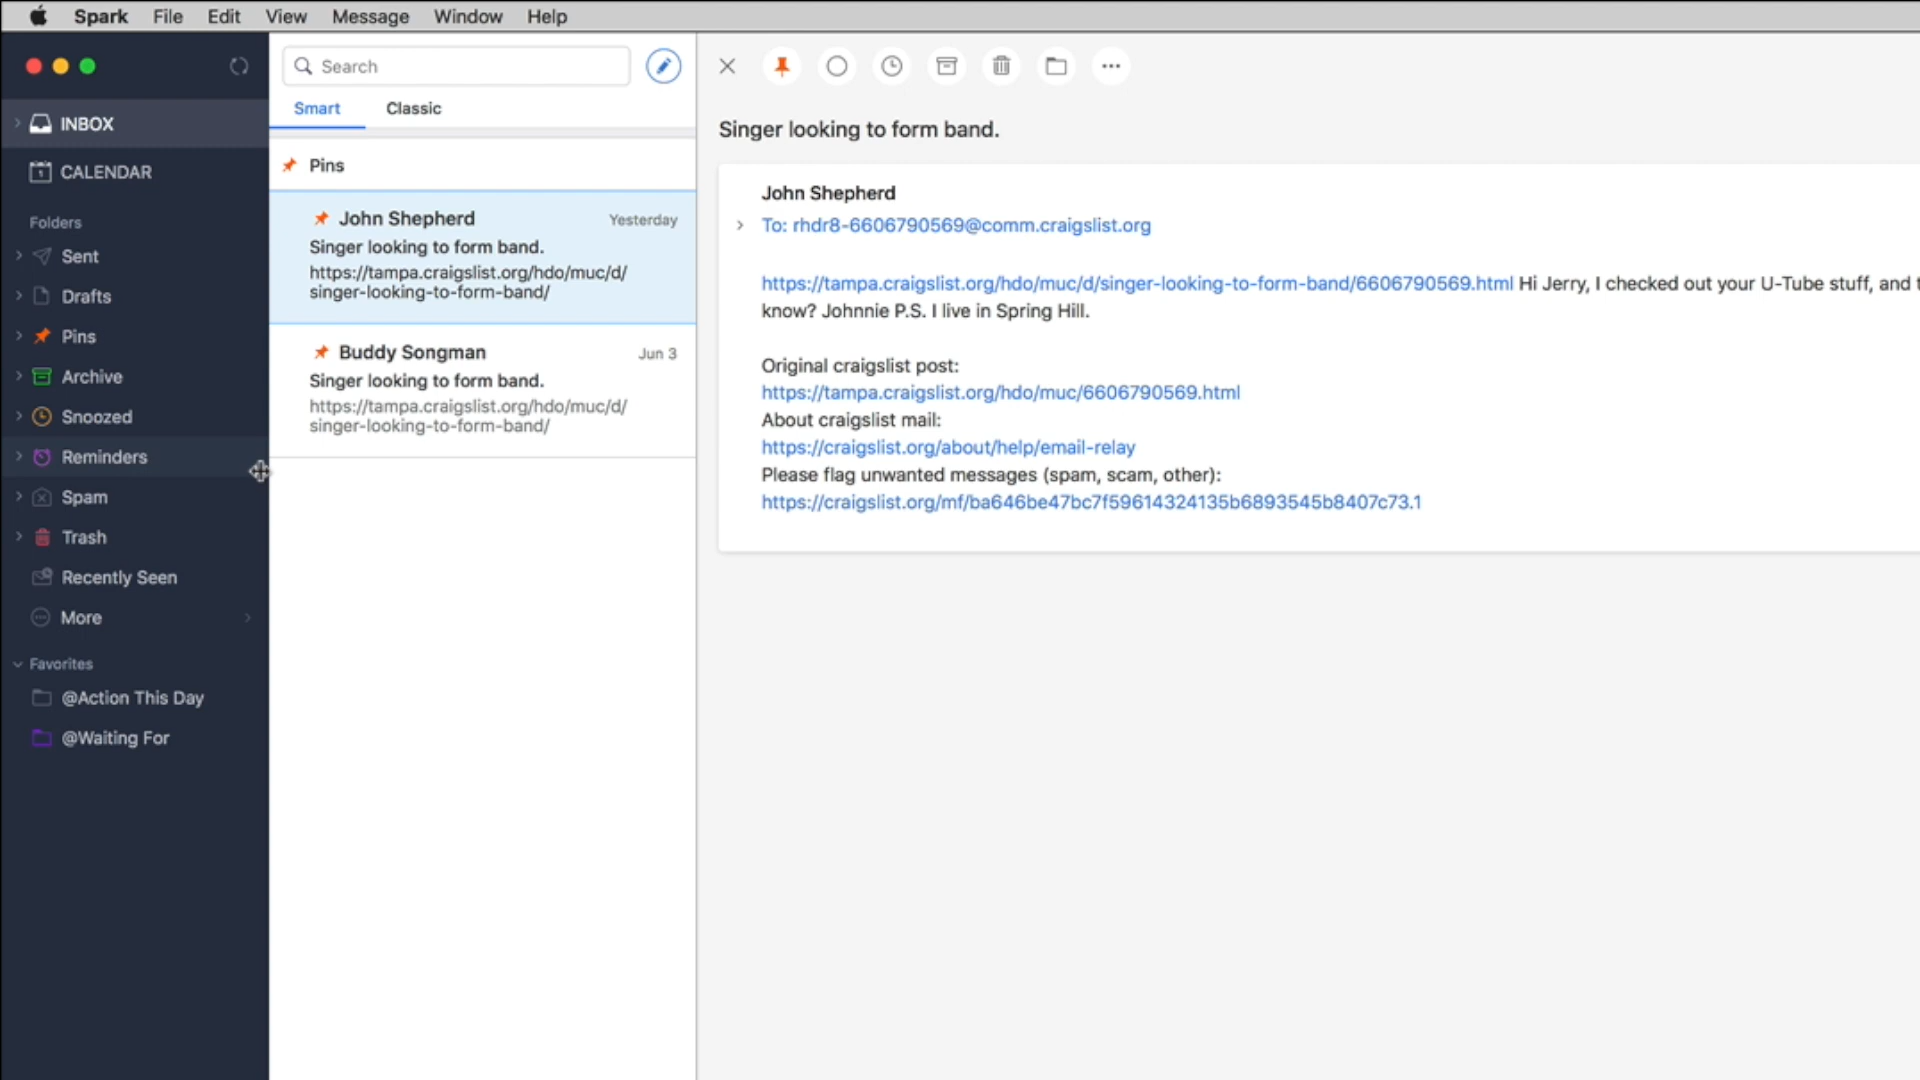 Spark File Edit View Message Window Help
INBOX
CALENDAR
Folders
Sent
Drafts
Pins
Archive
Snoozed
Reminders
Spam
Trash
Recently Seen
More
Favorites
@Action This Day
@Waiting For
Search
Smart Classic
Pins
John Shepherd Yesterday
Singer looking to form band.
https://tampa.craigslist.org/hdo/muc/d/
singer-looking-to-form-band/
Buddy Songman Jun 3
Singer looking to form band.
https://tampa.craigslist.org/hdo/muc/d/
singer-looking-to-form-band/
Singer looking to form band.
John Shepherd
To: rhdr8-6606790569@comm.craigslist.org
https://tampa.craigslist.org/hdo/muc/d/singer-looking-to-form-band/6606790569.html Hi Jerry, I checked out your U-Tube stuff, and
know? Johnnie P.S. I live in Spring Hill.
Original craigslist post:
https://tampa.craigslist.org/hdo/muc/6606790569.html
About craigslist mail:
https://craigslist.org/about/help/email-relay
Please flag unwanted messages (spam, scam, other):
https://craigslist.org/mf/ba646be47bc7f59614324135b6893545b8407c73.1